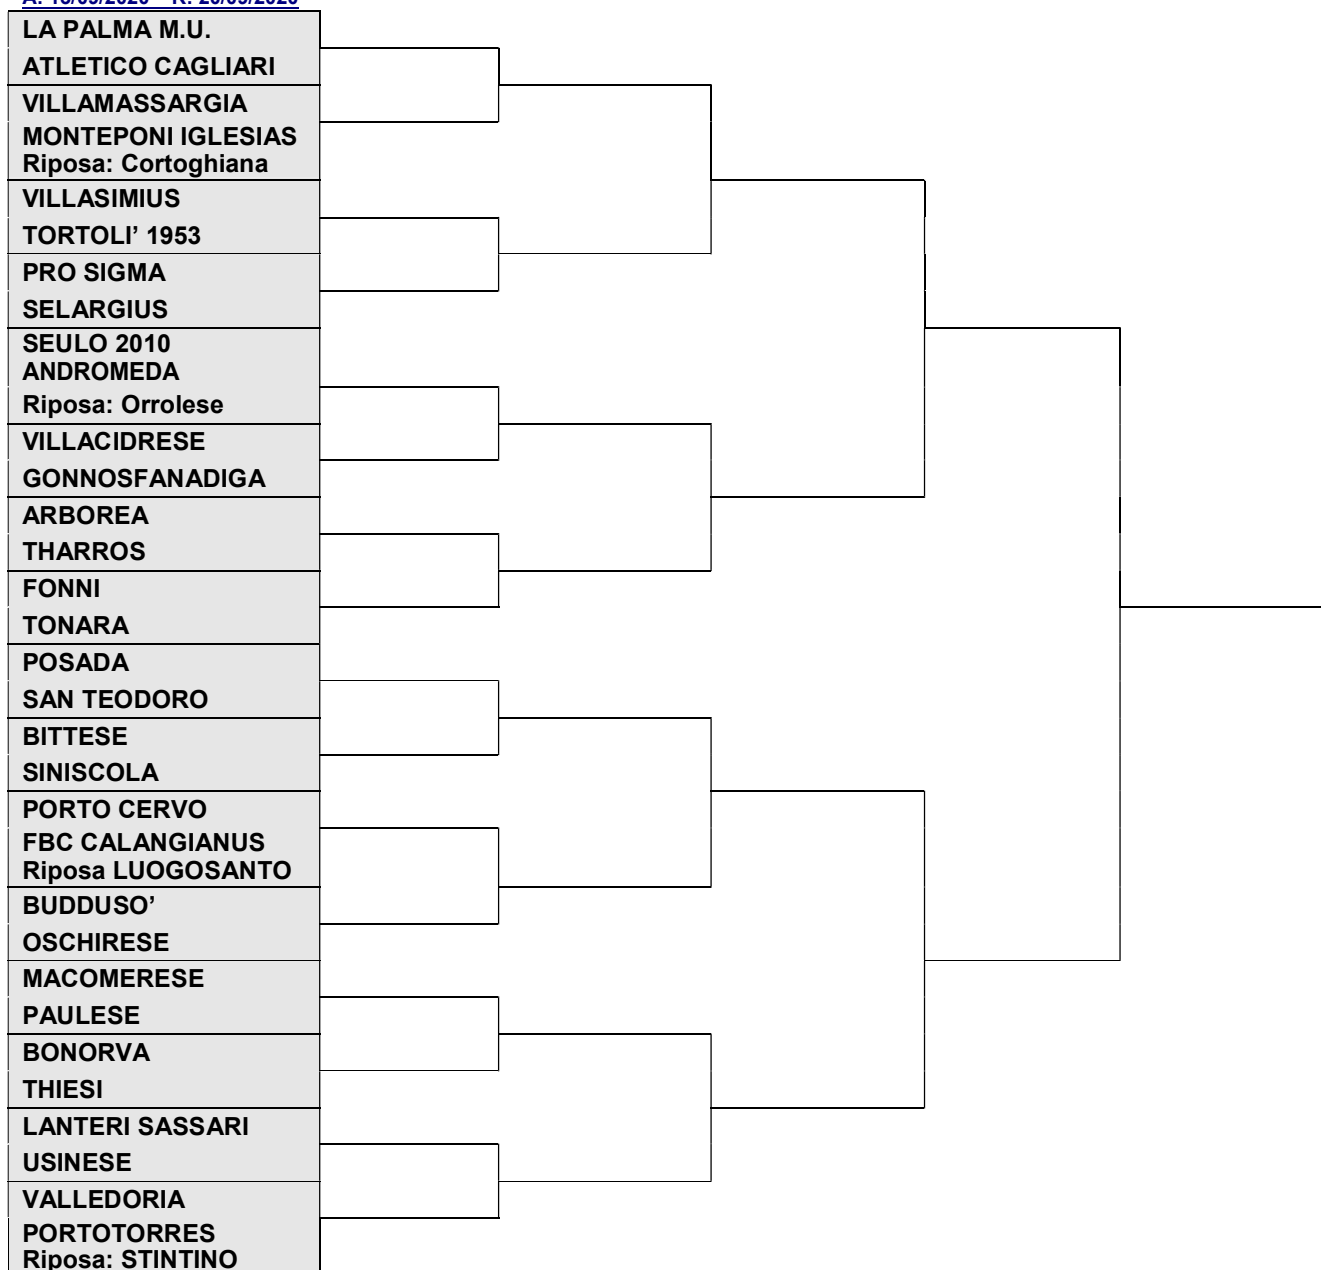 LA PALMA M.U.
ATLETICO CAGLIARI
VILLAMASSARGIA
MONTEPONI IGLESIAS
Riposa: Cortoghiana
VILLASIMIUS
TORTOLI’ 1953
PRO SIGMA
SELARGIUS
SEULO 2010
ANDROMEDA
Riposa: Orrolese
VILLACIDRESE
GONNOSFANADIGA
ARBOREA
THARROS
FONNI
TONARA
POSADA
SAN TEODORO
BITTESE
SINISCOLA
PORTO CERVO
FBC CALANGIANUS
Riposa LUOGOSANTO
BUDDUSO’
OSCHIRESE
MACOMERESE
PAULESE
BONORVA
THIESI
LANTERI SASSARI
USINESE
VALLEDORIA
PORTOTORRES
Riposa: STINTINO